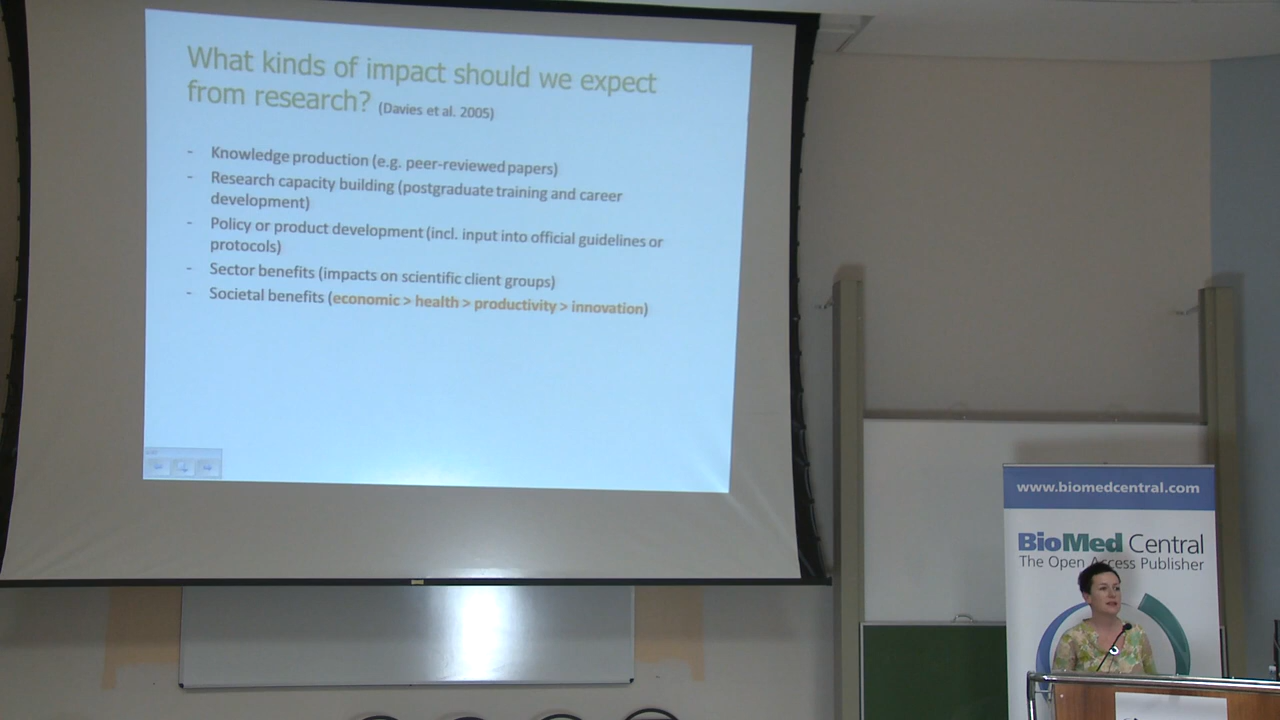 What kinds of impact should we expect
from research? (Davies et al. 2005)
- Knowledge production (e.g. peer-reviewed papers)
- Research capacity building (postgraduate training and career
development)
- Policy or product development (incl. input into official guidelines or
protocols)
- Sector benefits (impacts on scientific client groups)
- Societal benefits (economic > health > productivity > innovation)
www.biomedcentral.com
BioMed Central
The Open Access Publisher